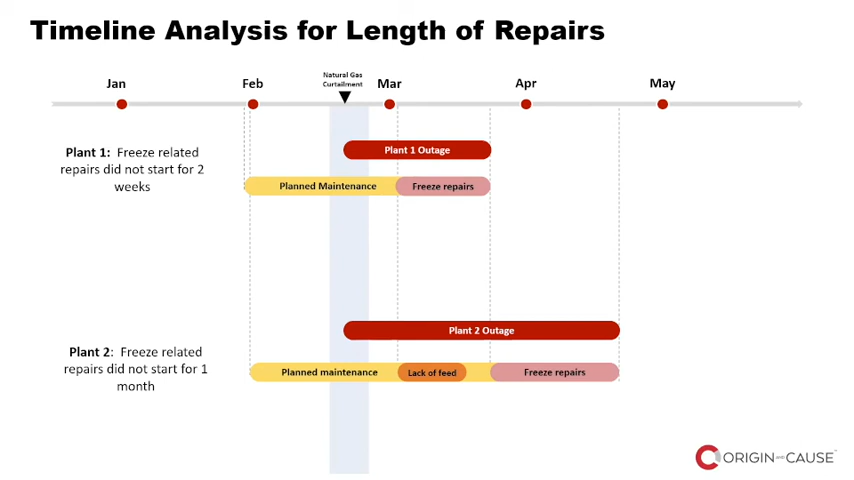 Timeline Analysis for Length of Repairs
Natural Gas
Curtailment
Jan
Feb
Mar
Apr
May
Plant 1: Freeze related
repairs did not start for 2
weeks
Plant 1 Outage
Planned Maintenance
Freeze repairs
Plant 2: Freeze related
repairs did not start for 1
month
Plant 2 Outage
Planned maintenance
Lack of feed
Freeze repairs
ORIGIN AND CAUSE